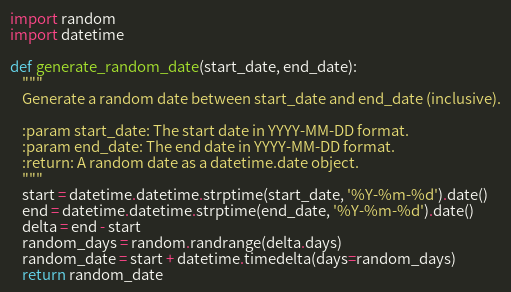 import random
import datetime

def generate_random_date(start_date, end_date):
    """
    Generate a random date between start_date and end_date (inclusive).

    :param start_date: The start date in YYYY-MM-DD format.
    :param end_date: The end date in YYYY-MM-DD format.
    :return: A random date as a datetime.date object.
    """
    start = datetime.datetime.strptime(start_date, '%Y-%m-%d').date()
    end = datetime.datetime.strptime(end_date, '%Y-%m-%d').date()
    delta = end - start
    random_days = random.randrange(delta.days)
    random_date = start + datetime.timedelta(days=random_days)
    return random_date